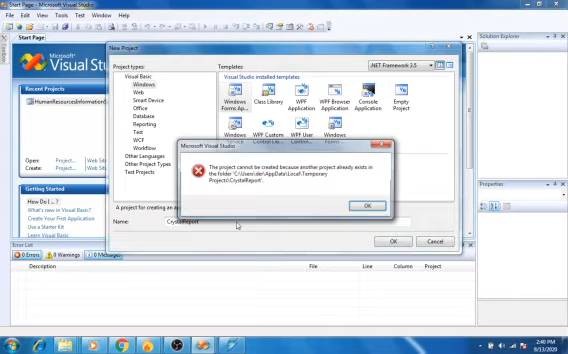 Start Page - Microsoft Visual Studio
File Edit View Tools Test Window Help
Start Page
Solution Explorer
Toolbox
Microsoft
Visual Stu
New Project
Project types:
Templates:
.NET Framework 3.5
Visual Basic
Windows
Web
Smart Device
Office
Database
Reporting
Test
WCF
Workflow
Other Languages
Other Project Types
Test Projects
Visual Studio installed templates
Windows Forms Ap...
Class Library
WPF Application
WPF Browser Application
Console Application
Empty Project
Windows Service
WPF Custom Control Lib...
WPF User Control
Windows
Recent Projects
HumanResourcesInformationS
Open: Project... Web Sit
Create: Project... Web Sit
Getting Started
How Do I ... ?
What's new in Visual Basic?
Create Your First Application
Use a Starter Kit
Learn Visual Basic
Microsoft Visual Studio
The project cannot be created because another project already exists in
the folder 'C:\Users\der\AppData\Local\Temporary
Projects\CrystalReport'.
OK
A project for creating an ap
Name: CrystalReport
OK Cancel
Properties
Error List
0 Errors 0 Warnings 0 Messages
Description File Line Column Project
2:40 PM
8/13/2020